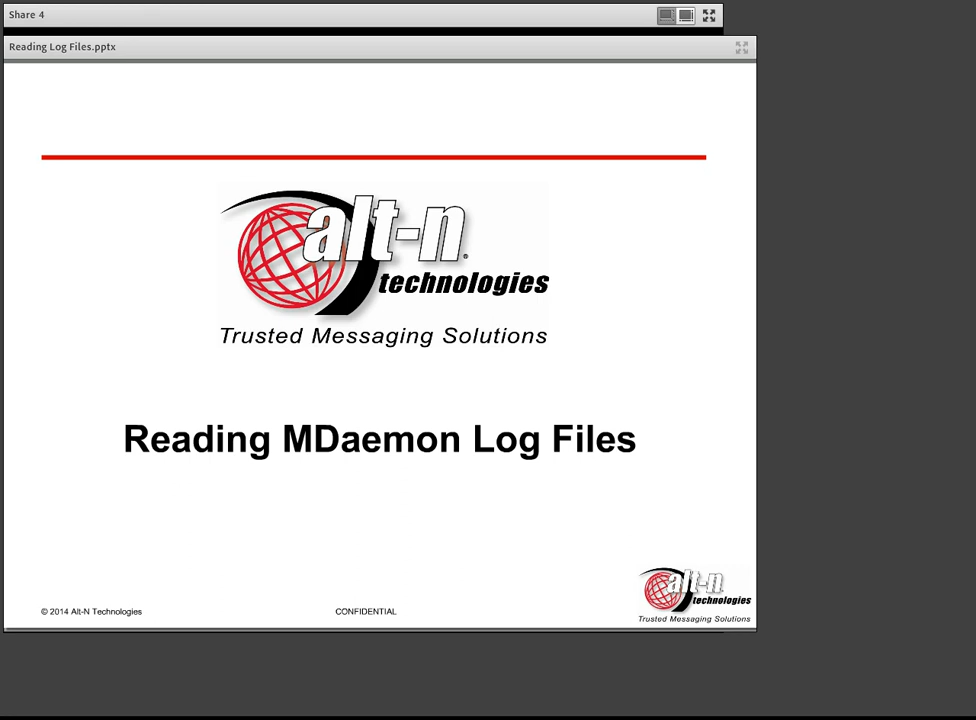 Share 4
Reading Log Files.pptx
alt-n®
technologies
Trusted Messaging Solutions
Reading MDaemon Log Files
© 2014 Alt-N Technologies
CONFIDENTIAL
alt-n
technologies
Trusted Messaging Solutions